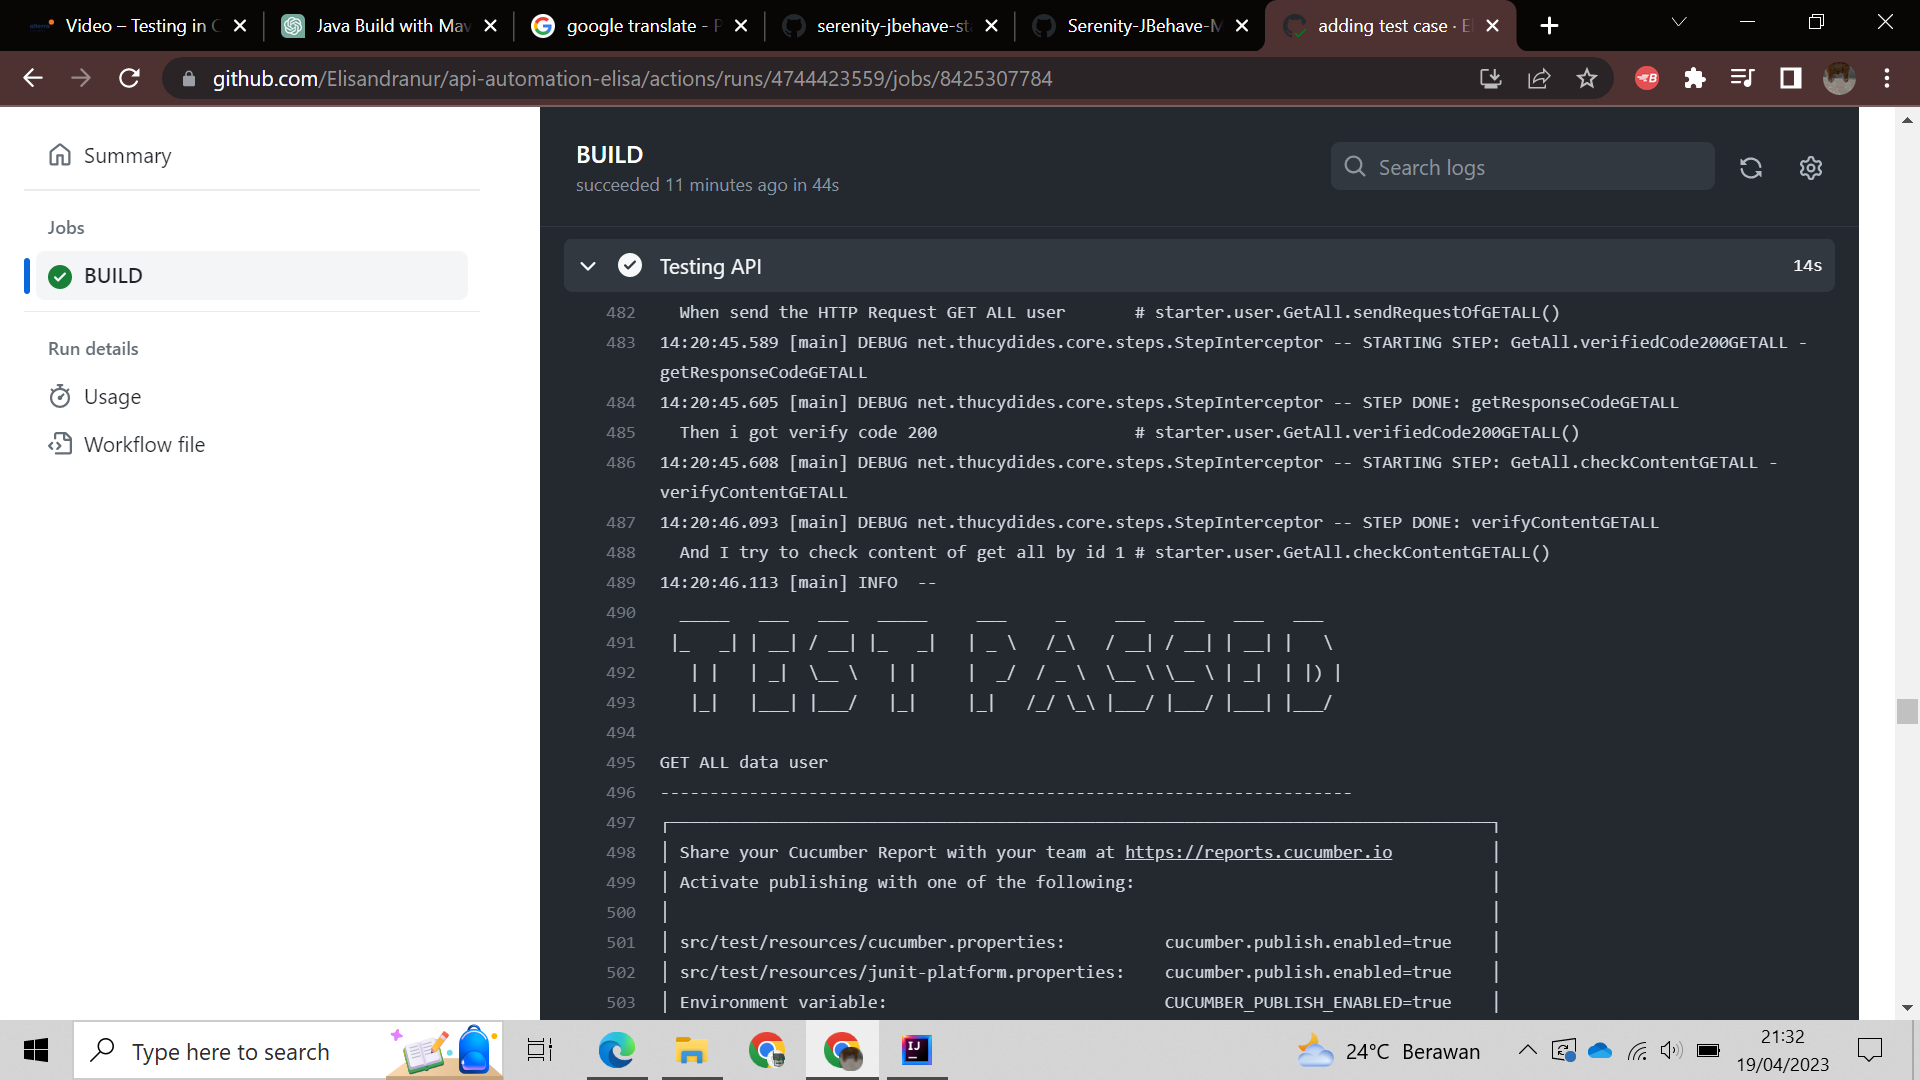 Video – Testing in C
Java Build with Mav
google translate - P
serenity-jbehave-st
Serenity-JBehave-M
adding test case · E
github.com/Elisandranur/api-automation-elisa/actions/runs/4744423559/jobs/8425307784
Summary
Jobs
BUILD
Run details
Usage
Workflow file
BUILD
succeeded 11 minutes ago in 44s
Search logs
Testing API
14s
482 When send the HTTP Request GET ALL user # starter.user.GetAll.sendRequestOfGETALL()
483 14:20:45.589 [main] DEBUG net.thucydides.core.steps.StepInterceptor -- STARTING STEP: GetAll.verifiedCode200GETALL -
getResponseCodeGETALL
484 14:20:45.605 [main] DEBUG net.thucydides.core.steps.StepInterceptor -- STEP DONE: getResponseCodeGETALL
485 Then i got verify code 200 # starter.user.GetAll.verifiedCode200GETALL()
486 14:20:45.608 [main] DEBUG net.thucydides.core.steps.StepInterceptor -- STARTING STEP: GetAll.checkContentGETALL -
verifyContentGETALL
487 14:20:46.093 [main] DEBUG net.thucydides.core.steps.StepInterceptor -- STEP DONE: verifyContentGETALL
488 And I try to check content of get all by id 1 # starter.user.GetAll.checkContentGETALL()
489 14:20:46.113 [main] INFO --
490
491
492
493
TEST PASSED
494
495 GET ALL data user
496 ----------------------------------------------------------------------
497
498 Share your Cucumber Report with your team at https://reports.cucumber.io
499 Activate publishing with one of the following:
500
501 src/test/resources/cucumber.properties: cucumber.publish.enabled=true
502 src/test/resources/junit-platform.properties: cucumber.publish.enabled=true
503 Environment variable: CUCUMBER_PUBLISH_ENABLED=true
Type here to search
24°C Berawan
21:32
19/04/2023